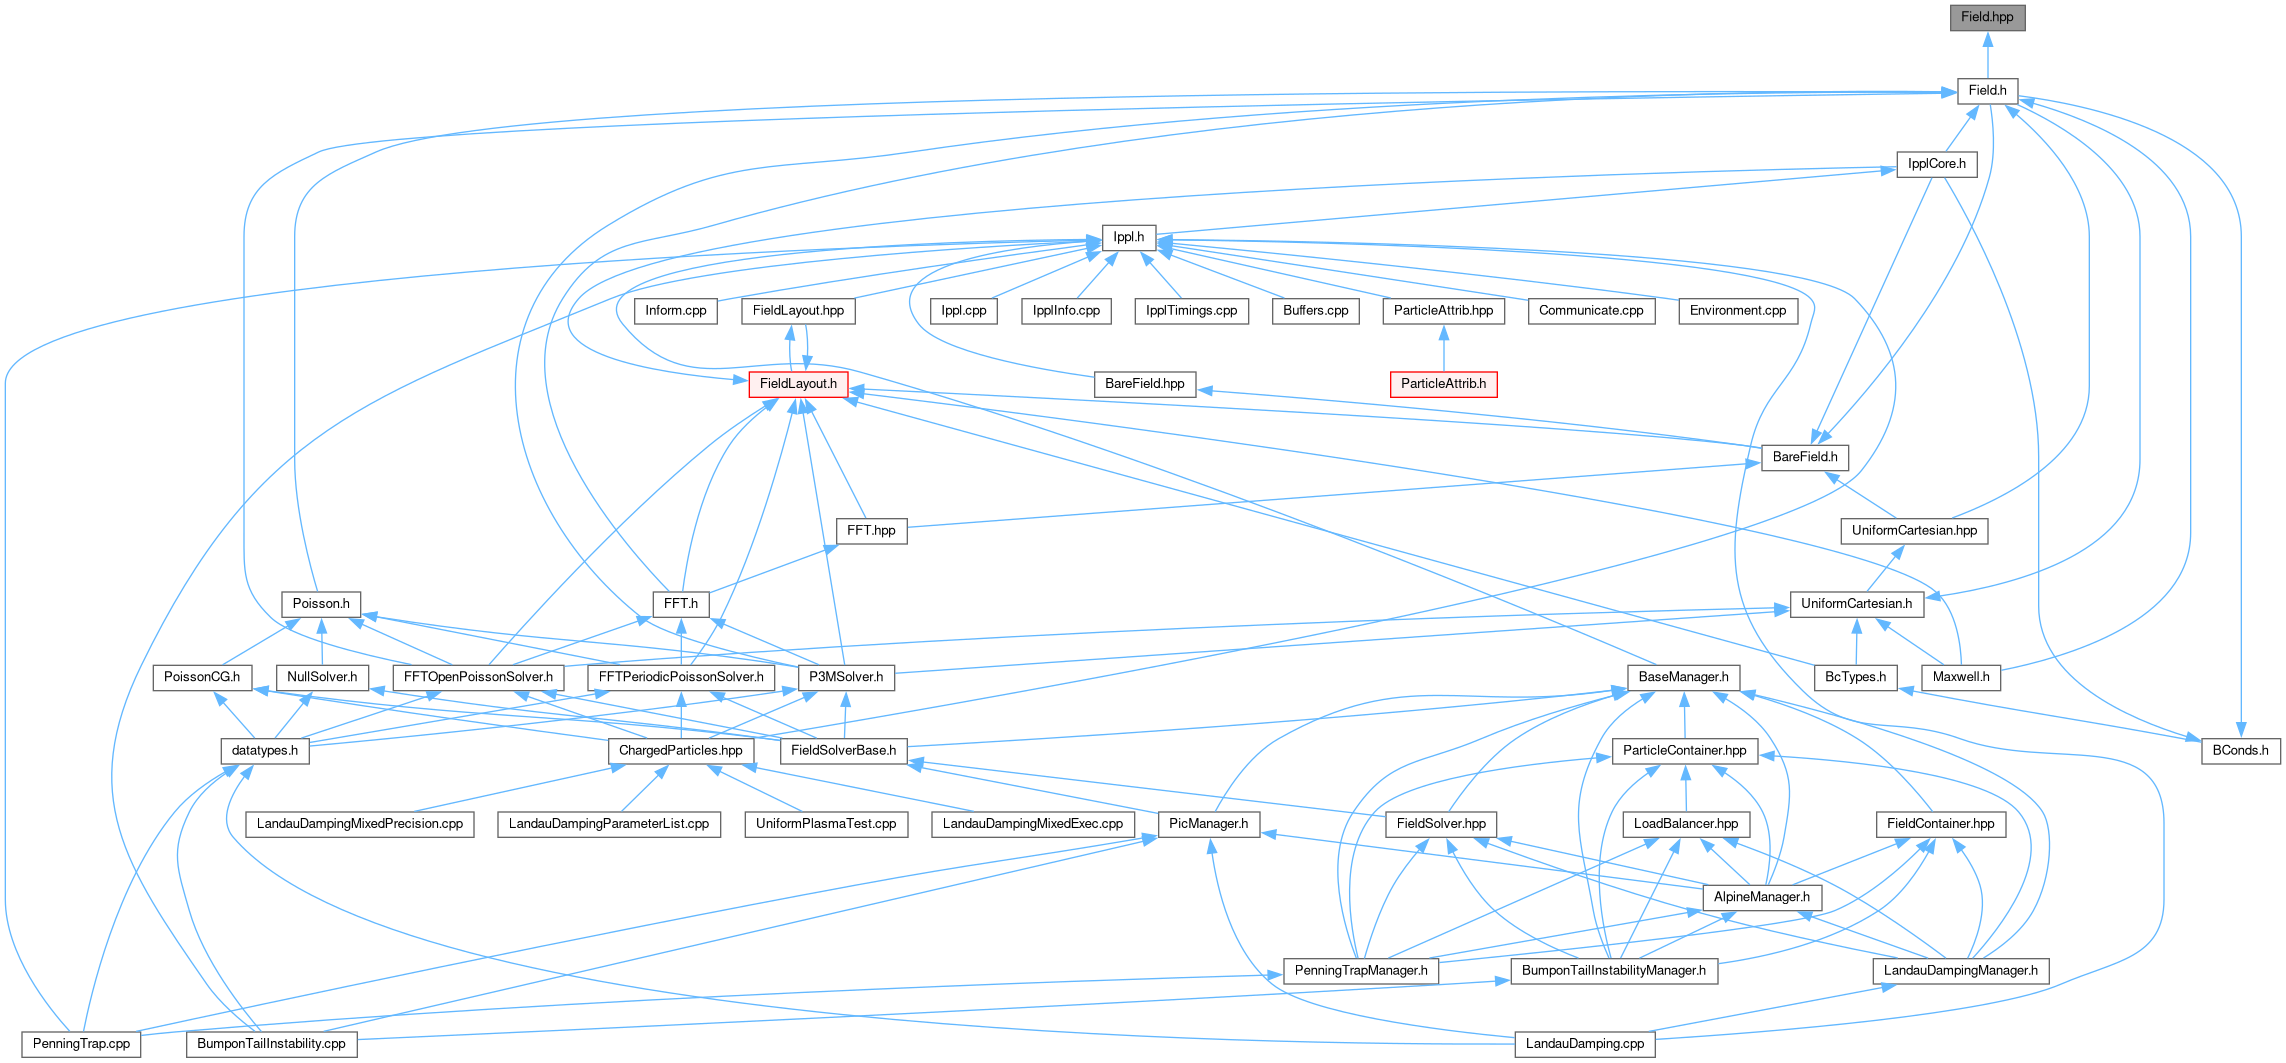 Field.hpp
Field.h
IpplCore.h
Ippl.h
Inform.cpp
FieldLayout.hpp
Ippl.cpp
IpplInfo.cpp
IpplTimings.cpp
Buffers.cpp
ParticleAttrib.hpp
Communicate.cpp
Environment.cpp
FieldLayout.h
BareField.hpp
ParticleAttrib.h
BareField.h
FFT.hpp
UniformCartesian.hpp
Poisson.h
FFT.h
UniformCartesian.h
PoissonCG.h
NullSolver.h
FFTOpenPoissonSolver.h
FFTPeriodicPoissonSolver.h
P3MSolver.h
BaseManager.h
BcTypes.h
Maxwell.h
datatypes.h
ChargedParticles.hpp
FieldSolverBase.h
ParticleContainer.hpp
BConds.h
LandauDampingMixedPrecision.cpp
LandauDampingParameterList.cpp
UniformPlasmaTest.cpp
LandauDampingMixedExec.cpp
PicManager.h
FieldSolver.hpp
LoadBalancer.hpp
FieldContainer.hpp
AlpineManager.h
PenningTrapManager.h
BumponTailInstabilityManager.h
LandauDampingManager.h
PenningTrap.cpp
BumponTailInstability.cpp
LandauDamping.cpp